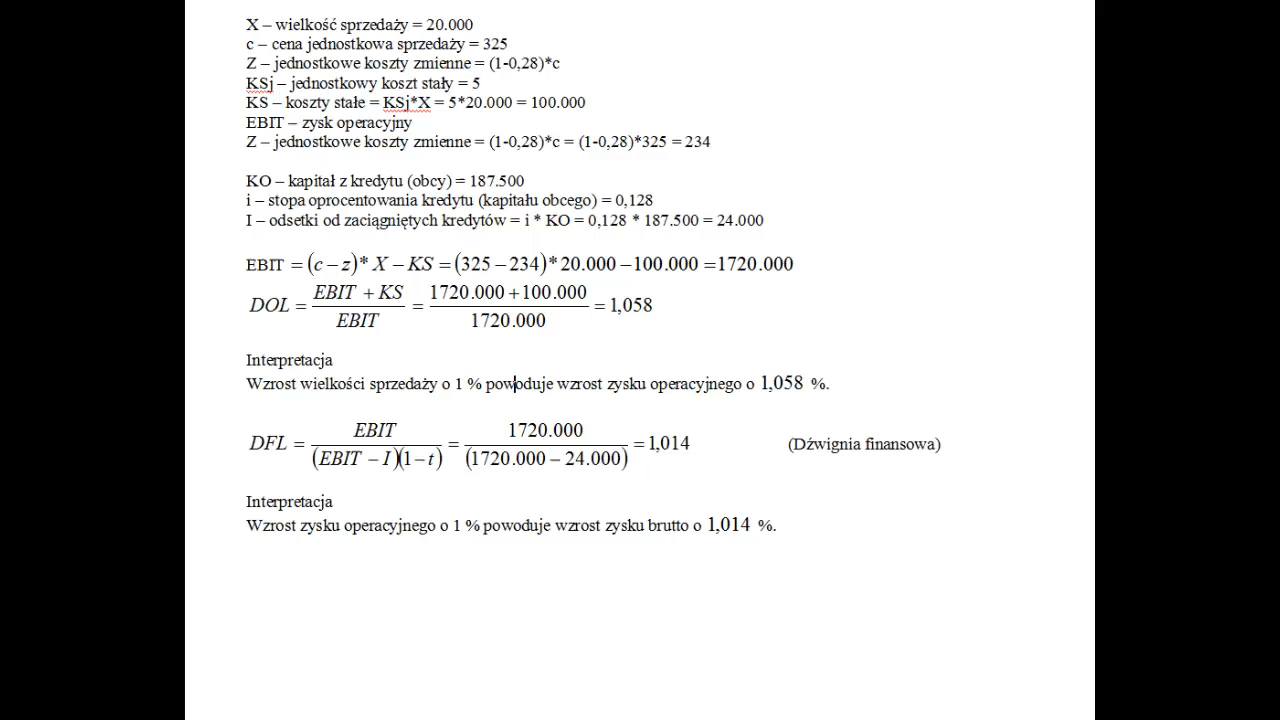 X – wielkość sprzedaży = 20.000
c – cena jednostkowa sprzedaży = 325
Z – jednostkowe koszty zmienne = (1-0,28)*c
KSj – jednostkowy koszt stały = 5
KS – koszty stałe = KSj*X = 5*20.000 = 100.000
EBIT – zysk operacyjny
Z – jednostkowe koszty zmienne = (1-0,28)*c = (1-0,28)*325 = 234
KO – kapitał z kredytu (obcy) = 187.500
i – stopa oprocentowania kredytu (kapitału obcego) = 0,128
I – odsetki od zaciągniętych kredytów = i * KO = 0,128 * 187.500 = 24.000
EBIT = (c – z)* X – KS = (325 – 234)* 20.000 –100.000 =1720.000
DOL = EBIT + KS / EBIT = 1720.000 +100.000 / 1720.000 = 1,058
Interpretacja
Wzrost wielkości sprzedaży o 1 % powoduje wzrost zysku operacyjnego o 1,058 %.
DFL = EBIT / (EBIT – I)(1 – t) = 1720.000 / (1720.000 – 24.000) = 1,014 (Dźwignia finansowa)
Interpretacja
Wzrost zysku operacyjnego o 1 % powoduje wzrost zysku brutto o 1,014 %.